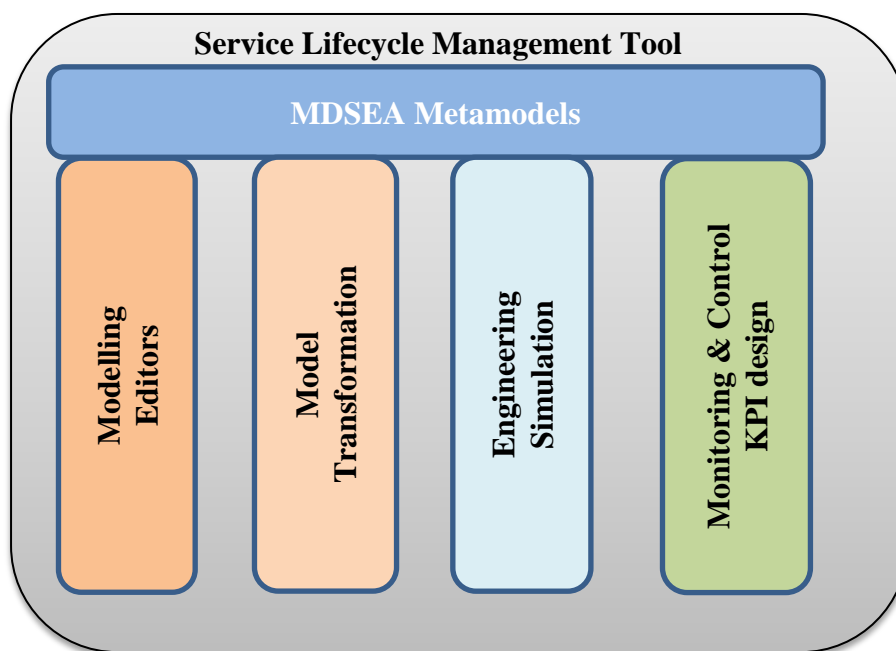 Service Lifecycle Management Tool
MDSEA Metamodels
Modelling
Editors
Model
Transformation
Engineering
Simulation
Monitoring & Control
KPI design